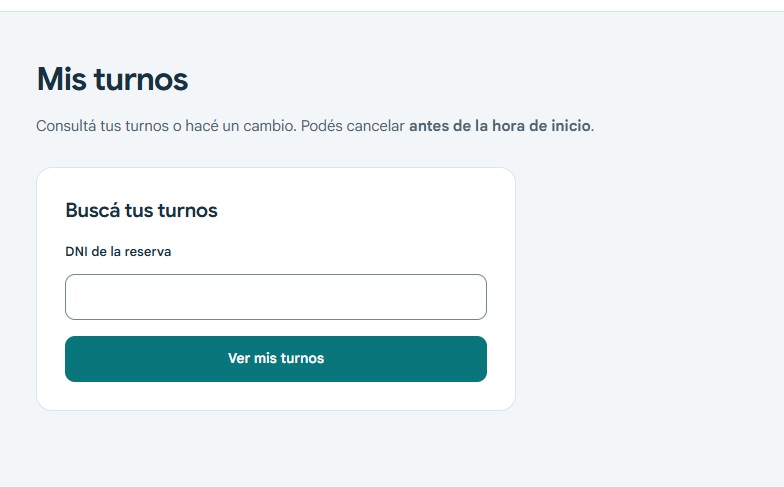 Mis turnos
Consultá tus turnos o hacé un cambio. Podés cancelar antes de la hora de inicio.
Buscá tus turnos
DNI de la reserva
Ver mis turnos